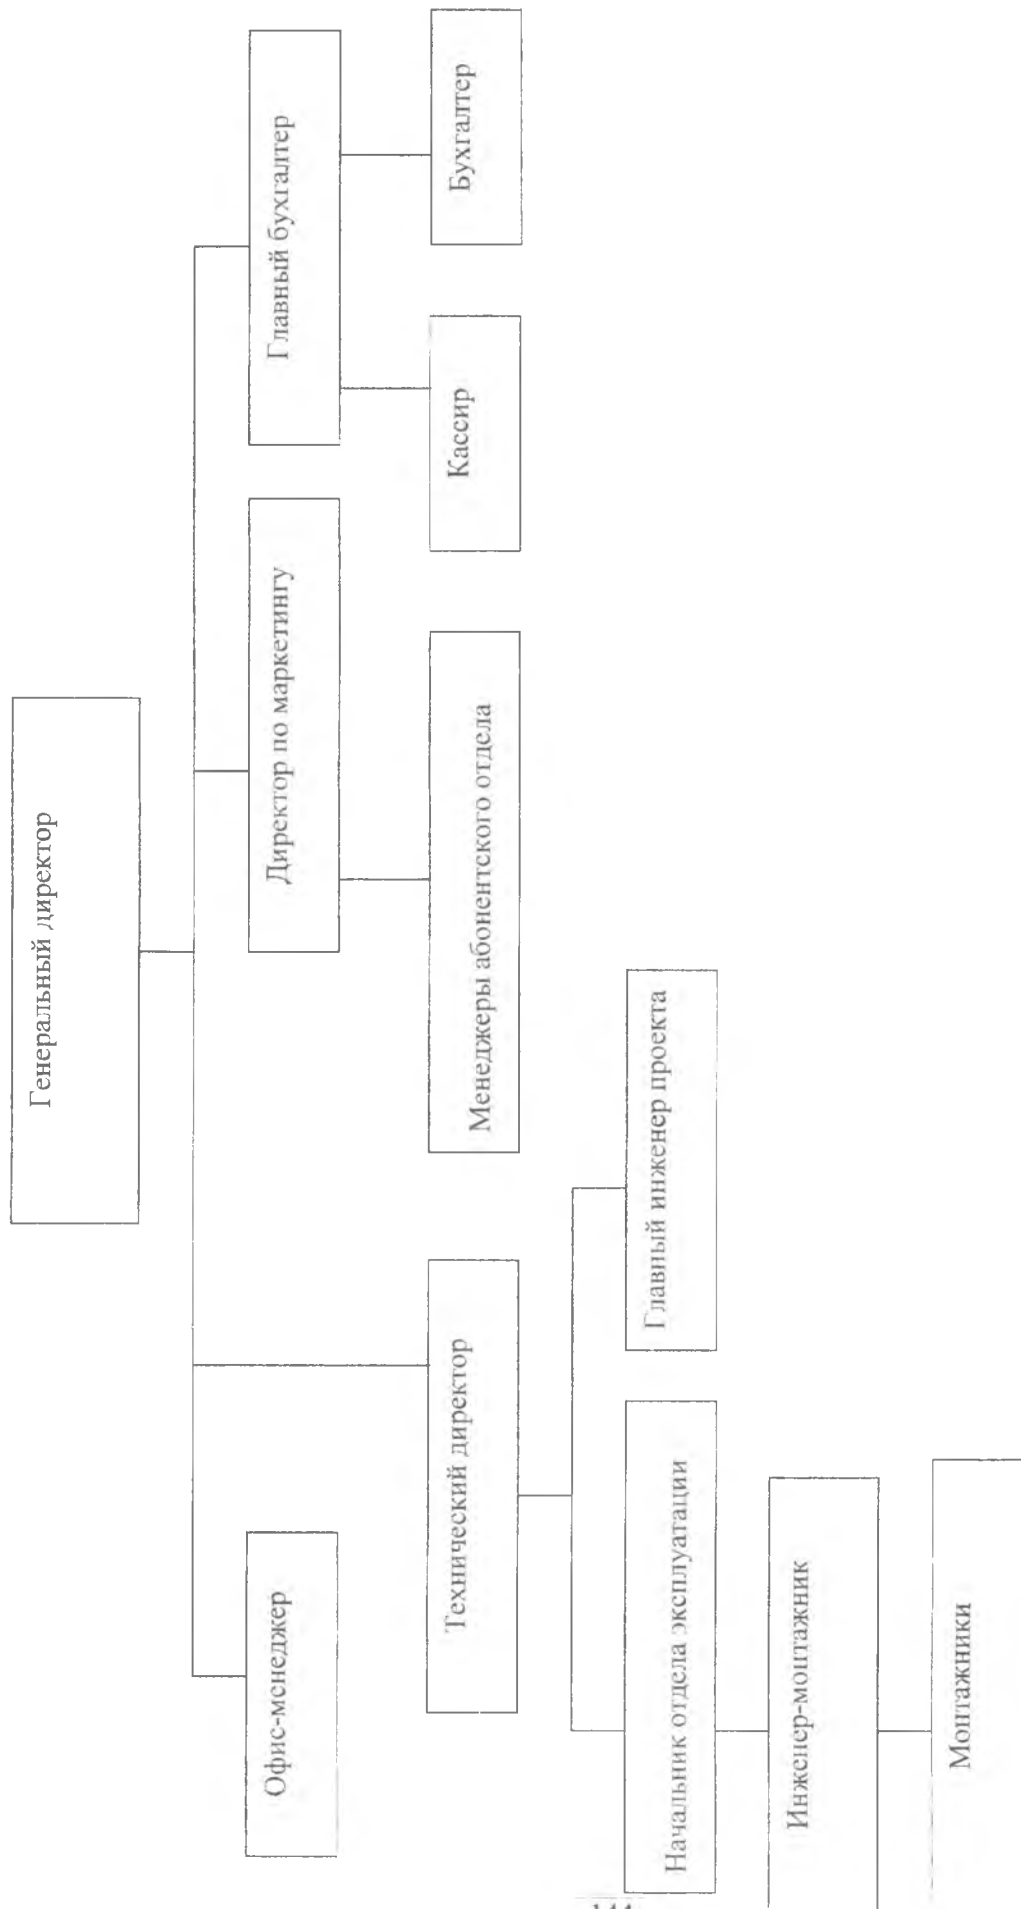 Генеральный директор
Офис-менеджер
Директор по маркетингу
Главный бухгалтер
Технический директор
Менеджеры абонентского отдела
Кассир
Бухгалтер
Начальник отдела эксплуатации
Главный инженер проекта
Инженер-монтажник
Монтажники
144